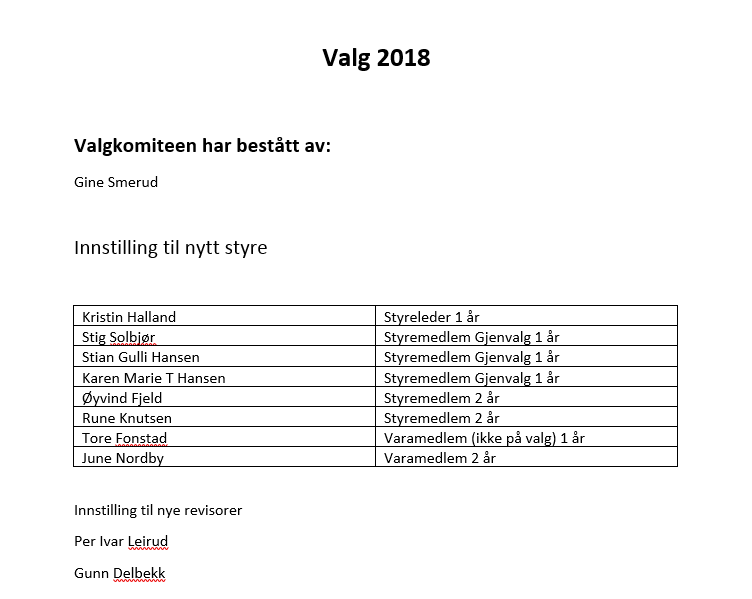 Valg 2018
Valgkomiteen har bestått av:
Gine Smerud
Innstilling til nytt styre
Kristin Halland Styreleder 1 år
Stig Solbjør Styremedlem Gjenvalg 1 år
Stian Gulli Hansen Styremedlem Gjenvalg 1 år
Karen Marie T Hansen Styremedlem Gjenvalg 1 år
Øyvind Fjeld Styremedlem 2 år
Rune Knutsen Styremedlem 2 år
Tore Fonstad Varamedlem (ikke på valg) 1 år
June Nordby Varamedlem 2 år
Innstilling til nye revisorer
Per Ivar Leirud
Gunn Delbekk